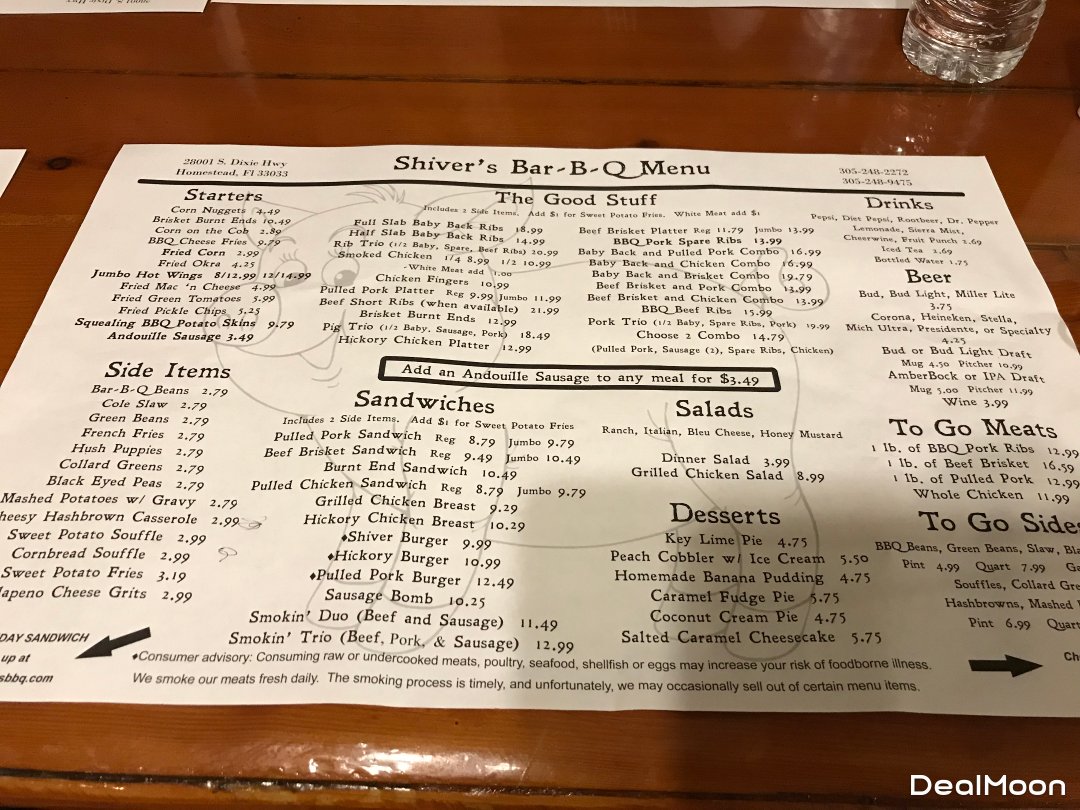 28001 S. Dixie Hwy
Homestead, Fl 33033
Shiver's Bar-B-Q Menu
305-248-2272
305-248-9475
Starters
Corn Nuggets 4.49
Brisket Burnt Ends 10.49
Corn on the Cob 2.89
BBQ Cheese Fries 9.79
Fried Corn 2.99
Fried Okra 4.25
Jumbo Hot Wings 8/12.99 12/14.99
Fried Mac 'n Cheese 4.99
Fried Green Tomatoes 5.99
Fried Pickle Chips 5.25
Squealing BBQ Potato Skins 9.79
Andouille Sausage 3.49
The Good Stuff
Includes 2 Side Items. Add $1 for Sweet Potato Fries. White Meat add $1
Full Slab Baby Back Ribs 18.99
Half Slab Baby Back Ribs 14.99
Rib Trio (1/2 Baby, Spare, Beef Ribs) 20.99
Smoked Chicken 1/4 8.99 1/2 10.99
-White Meat add 1.00
Chicken Fingers 10.99
Pulled Pork Platter Reg 9.99 Jumbo 11.99
Beef Short Ribs (when available) 21.99
Brisket Burnt Ends 12.99
Pig Trio (1/2 Baby, Sausage, Pork) 18.49
Hickory Chicken Platter 12.99
Beef Brisket Platter Reg 11.79 Jumbo 13.99
BBQ Pork Spare Ribs 13.99
Baby Back and Pulled Pork Combo 16.99
Baby Back and Chicken Combo 16.99
Baby Back and Brisket Combo 19.79
Beef Brisket and Pork Combo 13.99
Beef Brisket and Chicken Combo 13.99
BBQ Beef Ribs 15.99
Pork Trio (1/2 Baby, Spare Ribs, Pork) 19.99
Choose 2 Combo 14.79
(Pulled Pork, Sausage (2), Spare Ribs, Chicken)
Drinks
Pepsi, Diet Pepsi, Rootbeer, Dr. Pepper
Lemonade, Sierra Mist,
Cheerwine, Fruit Punch 2.69
Iced Tea 2.69
Bottled Water 1.75
Beer
Bud, Bud Light, Miller Lite
3.75
Corona, Heineken, Stella,
Mich Ultra, Presidente, or Specialty
4.25
Bud or Bud Light Draft
Mug 4.50 Pitcher 10.99
AmberBock or IPA Draft
Mug 5.00 Pitcher 11.99
Wine 3.99
Add an Andouille Sausage to any meal for $3.49
Side Items
Bar-B-Q Beans 2.79
Cole Slaw 2.79
Green Beans 2.79
French Fries 2.79
Hush Puppies 2.79
Collard Greens 2.79
Black Eyed Peas 2.79
Mashed Potatoes w/ Gravy 2.79
heesy Hashbrown Casserole 2.99
Sweet Potato Souffle 2.99
Cornbread Souffle 2.99
Sweet Potato Fries 3.19
lapeno Cheese Grits 2.99
Sandwiches
Includes 2 Side Items. Add $1 for Sweet Potato Fries
Pulled Pork Sandwich Reg 8.79 Jumbo 9.79
Beef Brisket Sandwich Reg 9.49 Jumbo 10.49
Burnt End Sandwich 10.49
Pulled Chicken Sandwich Reg 8.79 Jumbo 9.79
Grilled Chicken Breast 9.29
Hickory Chicken Breast 10.29
♦Shiver Burger 9.99
♦Hickory Burger 10.99
♦Pulled Pork Burger 12.49
Sausage Bomb 10.25
Smokin' Duo (Beef and Sausage) 11.49
Smokin' Trio (Beef, Pork, & Sausage) 12.99
Salads
Ranch, Italian, Bleu Cheese, Honey Mustard
Dinner Salad 3.99
Grilled Chicken Salad 8.99
Desserts
Key Lime Pie 4.75
Peach Cobbler w/ Ice Cream 5.50
Homemade Banana Pudding 4.75
Caramel Fudge Pie 5.75
Coconut Cream Pie 4.75
Salted Caramel Cheesecake 5.75
To Go Meats
1 lb. of BBQ Pork Ribs 12.99
1 lb. of Beef Brisket 16.59
1 lb. of Pulled Pork 12.99
Whole Chicken 11.99
To Go Sides
BBQ Beans, Green Beans, Slaw, Bla
Pint 4.99 Quart 7.99 Ga
Souffles, Collard Gre
Hashbrowns, Mashed
Pint 6.99 Quart
DAY SANDWICH
up at
sbbq.com
♦Consumer advisory: Consuming raw or undercooked meats, poultry, seafood, shellfish or eggs may increase your risk of foodborne illness.
We smoke our meats fresh daily. The smoking process is timely, and unfortunately, we may occasionally sell out of certain menu items.
Ch
DealMoon